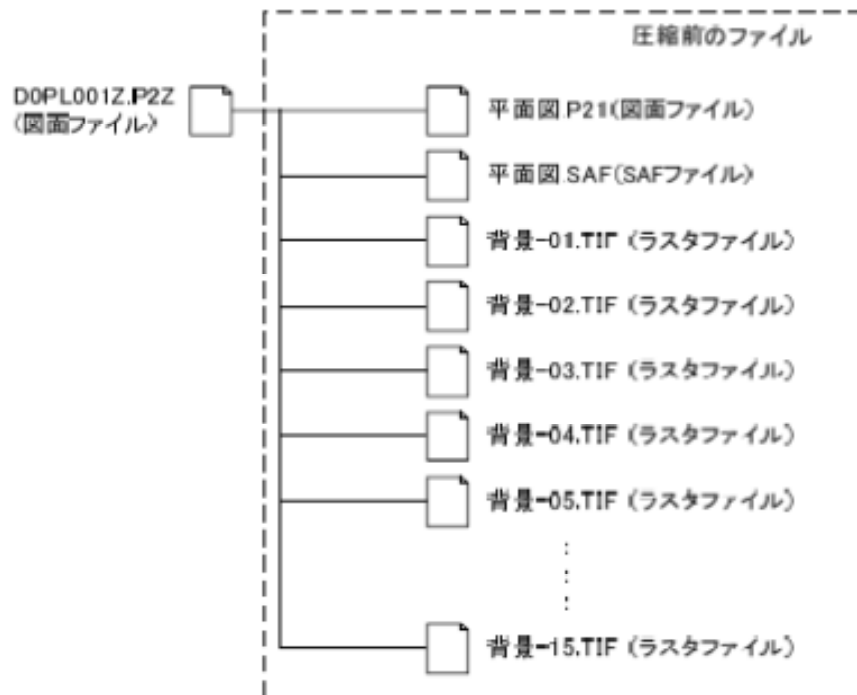 圧縮前のファイル
D0PL001Z.P2Z
(図面ファイル)
平面図.P21(図面ファイル)
平面図.SAF(SAFファイル)
背景-01.TIF (ラスタファイル)
背景-02.TIF (ラスタファイル)
背景-03.TIF (ラスタファイル)
背景-04.TIF (ラスタファイル)
背景-05.TIF (ラスタファイル)
背景-15.TIF (ラスタファイル)